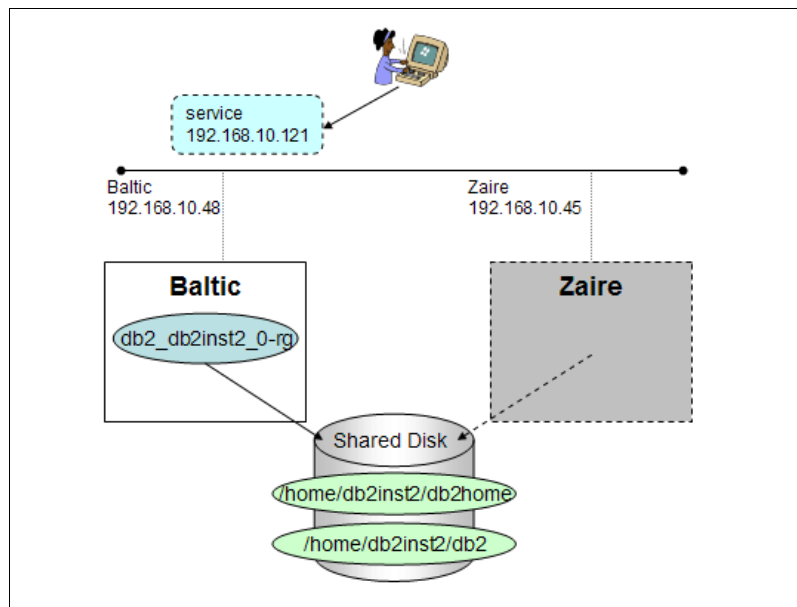 service
192.168.10.121
Baltic
192.168.10.48
Zaire
192.168.10.45
Baltic
Zaire
db2_db2inst2_0-rg
Shared Disk
/home/db2inst2/db2home
/home/db2inst2/db2